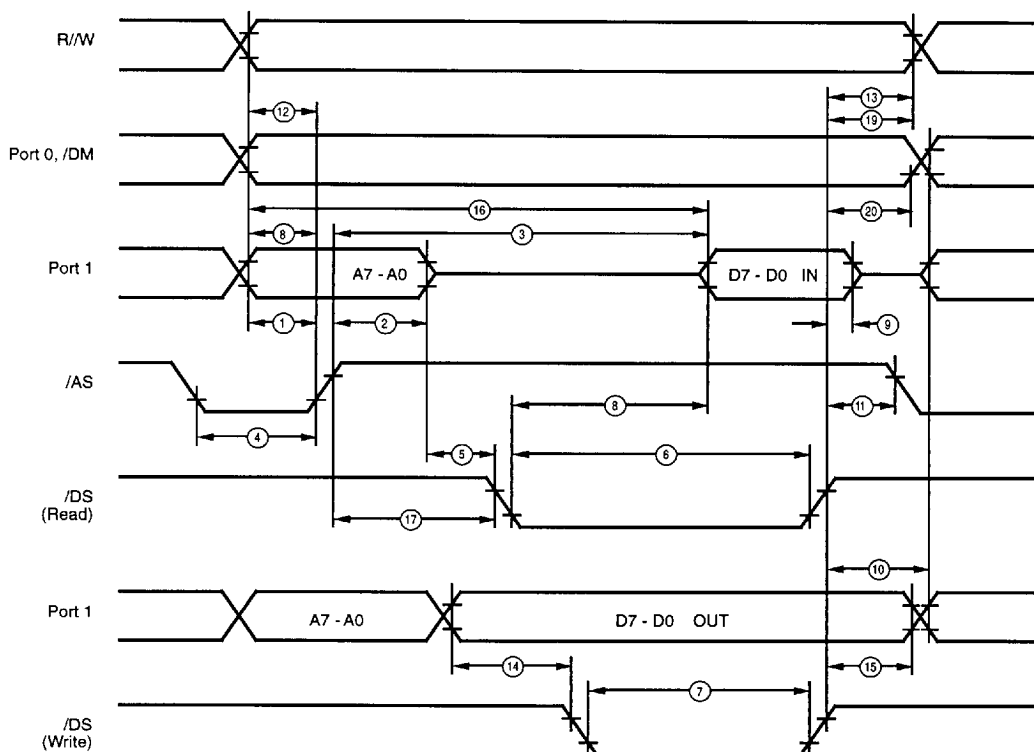 R//W
12
13
19
Port 0, /DM
16
20
8
3
Port 1
A7 - A0
D7 - D0 IN
1
2
9
/AS
8
11
4
5
6
/DS
(Read)
17
10
Port 1
A7 - A0
D7 - D0 OUT
14
15
7
/DS
(Write)